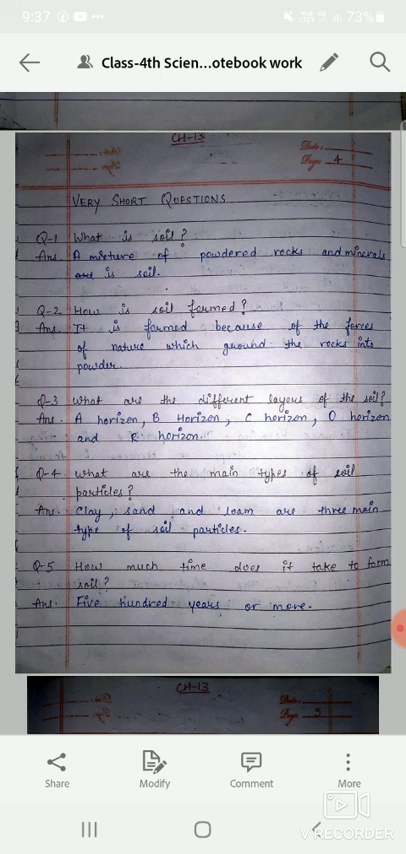 9:37
73%
Class-4th Scien...otebook work
CH-13
Date:
Page: 4
VERY SHORT QUESTIONS
Q-1 What is soil?
Ans. A mixture of powdered rocks and minerals
is soil.
Q-2 How is soil formed?
Ans. It is formed because of the forces
of nature which ground the rocks into
powder.
Q-3 What are the different layers of the soil?
Ans. A horizon, B Horizon, C horizon, O horizon
and R horizon.
Q-4 What are the main types of soil
particles?
Ans. Clay, sand and loam are three main
type of soil particles.
Q-5 How much time does it take to form
soil?
Ans. Five hundred years or more.
CH-13
Date:
Page 5
Share
Modify
Comment
More
V RECORDER